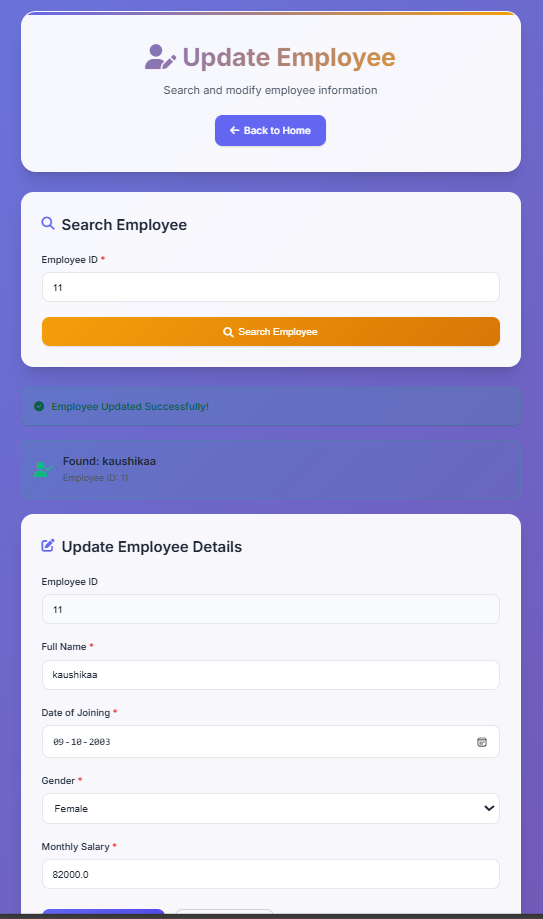 Update Employee
Search and modify employee information
Back to Home
Search Employee
Employee ID *
11
Search Employee
Employee Updated Successfully!
Found: kaushikaa
Employee ID: 11
Update Employee Details
Employee ID
11
Full Name *
kaushikaa
Date of Joining *
09-10-2003
Gender *
Female
Monthly Salary *
82000.0